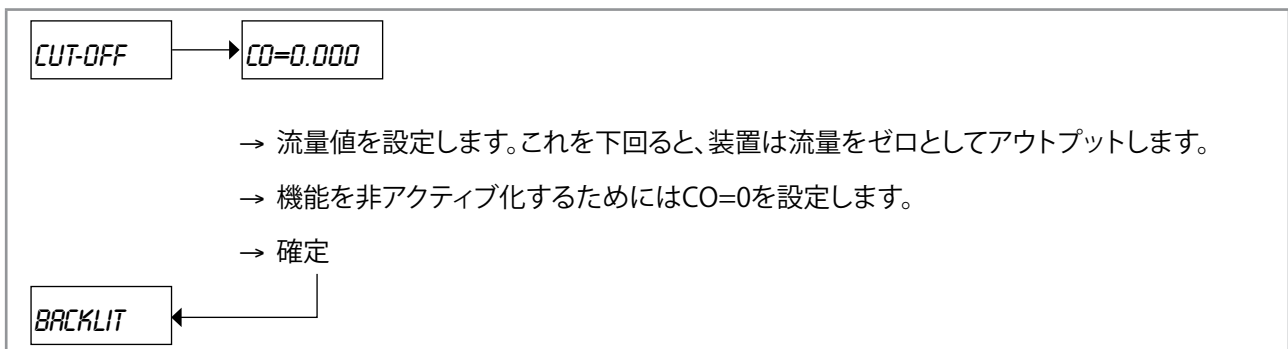 CUT-OFF
CO=0.000
→ 流量値を設定します。これを下回ると、装置は流量をゼロとしてアウトプットします。
→ 機能を非アクティブ化するためにはCO=0を設定します。
→ 確定
BACKLIT